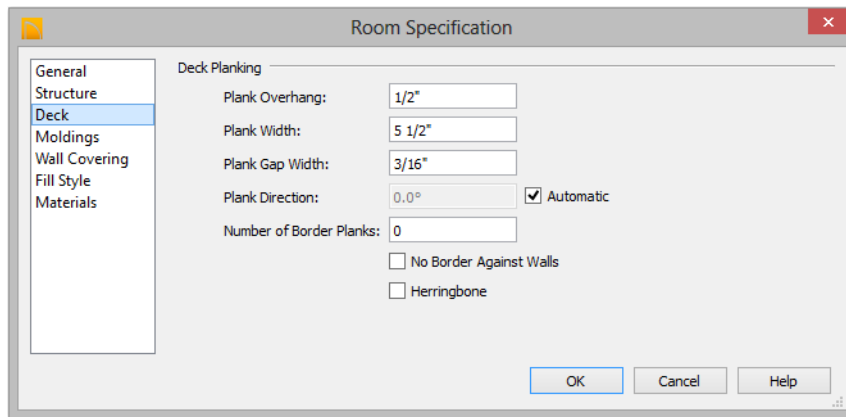 Room Specification
General
Structure
Deck
Moldings
Wall Covering
Fill Style
Materials
Deck Planking
Plank Overhang: 1/2"
Plank Width: 5 1/2"
Plank Gap Width: 3/16"
Plank Direction: 0.0° Automatic
Number of Border Planks: 0
No Border Against Walls
Herringbone
OK Cancel Help